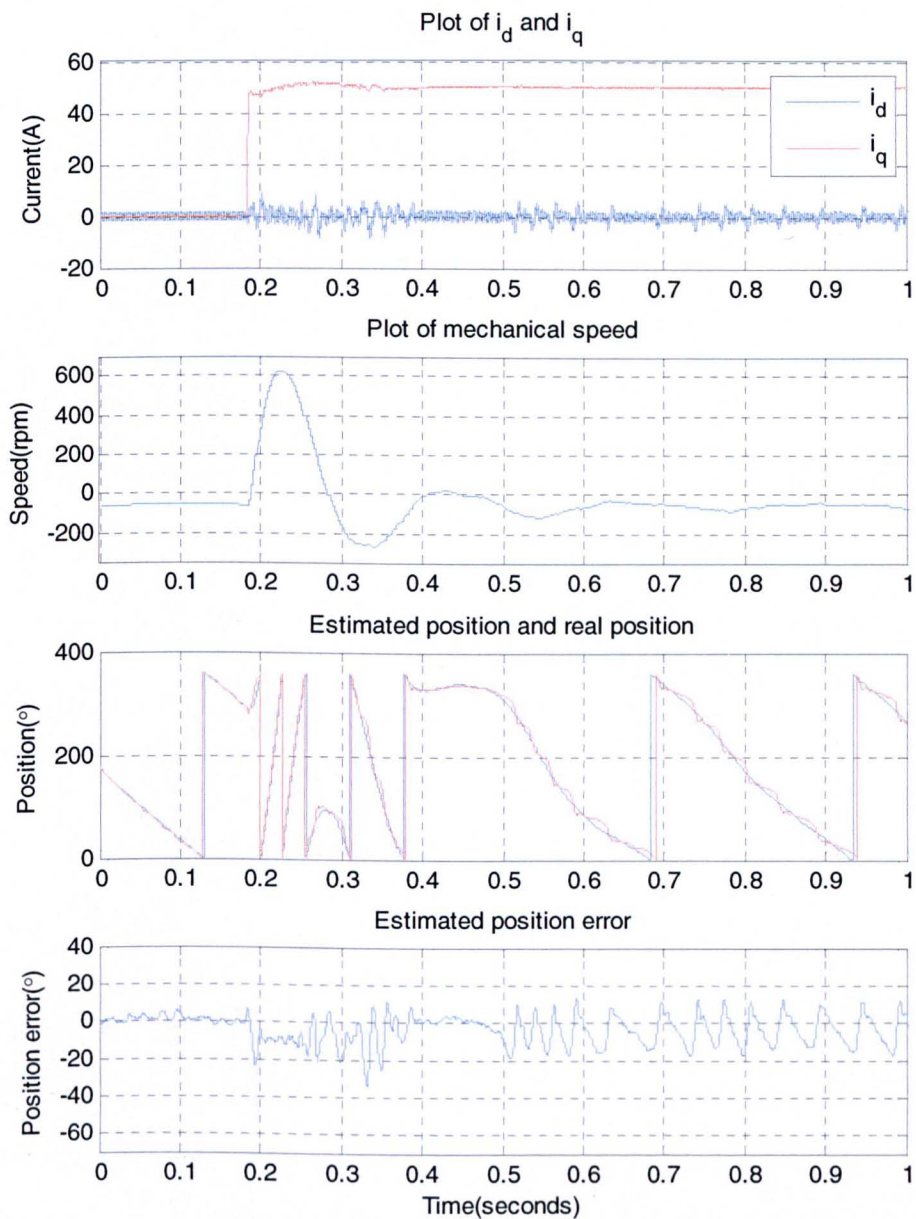 Plot of i_d and i_q
Current(A)
60
40
20
0
-20
i_d
i_q
0 0.1 0.2 0.3 0.4 0.5 0.6 0.7 0.8 0.9 1
Plot of mechanical speed
Speed(rpm)
600
400
200
0
-200
0 0.1 0.2 0.3 0.4 0.5 0.6 0.7 0.8 0.9 1
Estimated position and real position
Position(°)
400
200
0
0 0.1 0.2 0.3 0.4 0.5 0.6 0.7 0.8 0.9 1
Estimated position error
Position error(°)
40
20
0
-20
-40
-60
0 0.1 0.2 0.3 0.4 0.5 0.6 0.7 0.8 0.9 1
Time(seconds)